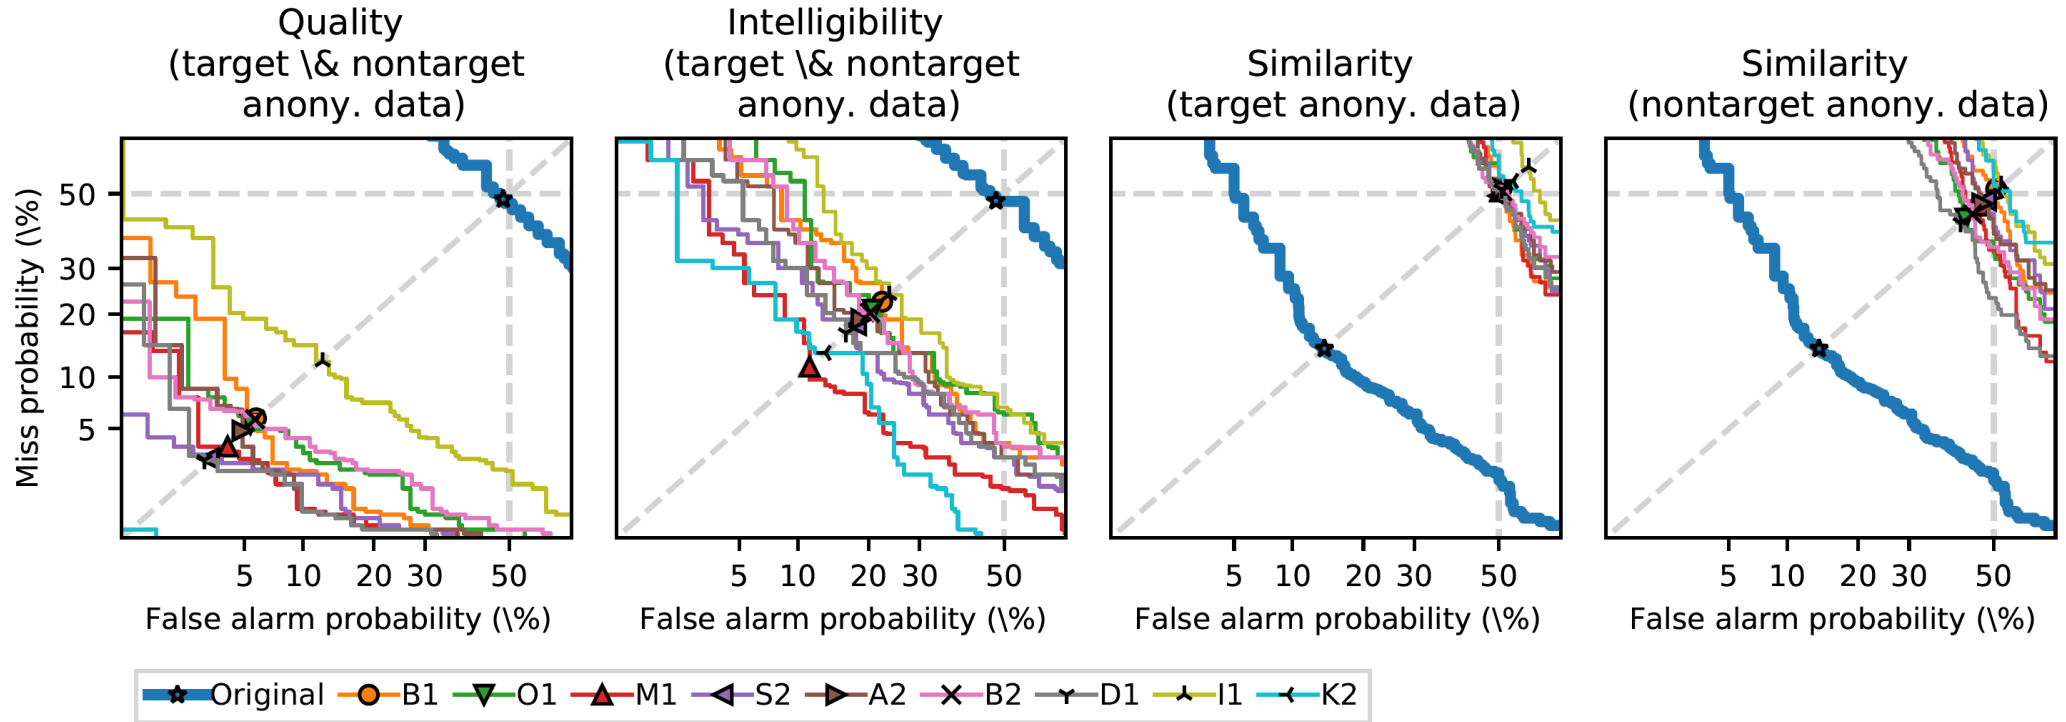 Quality
(target \& nontarget
anony. data)
Intelligibility
(target \& nontarget
anony. data)
Similarity
(target anony. data)
Similarity
(nontarget anony. data)
Miss probability (\%)
50
30
20
10
5
5 10 20 30 50
5 10 20 30 50
5 10 20 30 50
5 10 20 30 50
False alarm probability (\%)
False alarm probability (\%)
False alarm probability (\%)
False alarm probability (\%)
Original B1 O1 M1 S2 A2 B2 D1 I1 K2